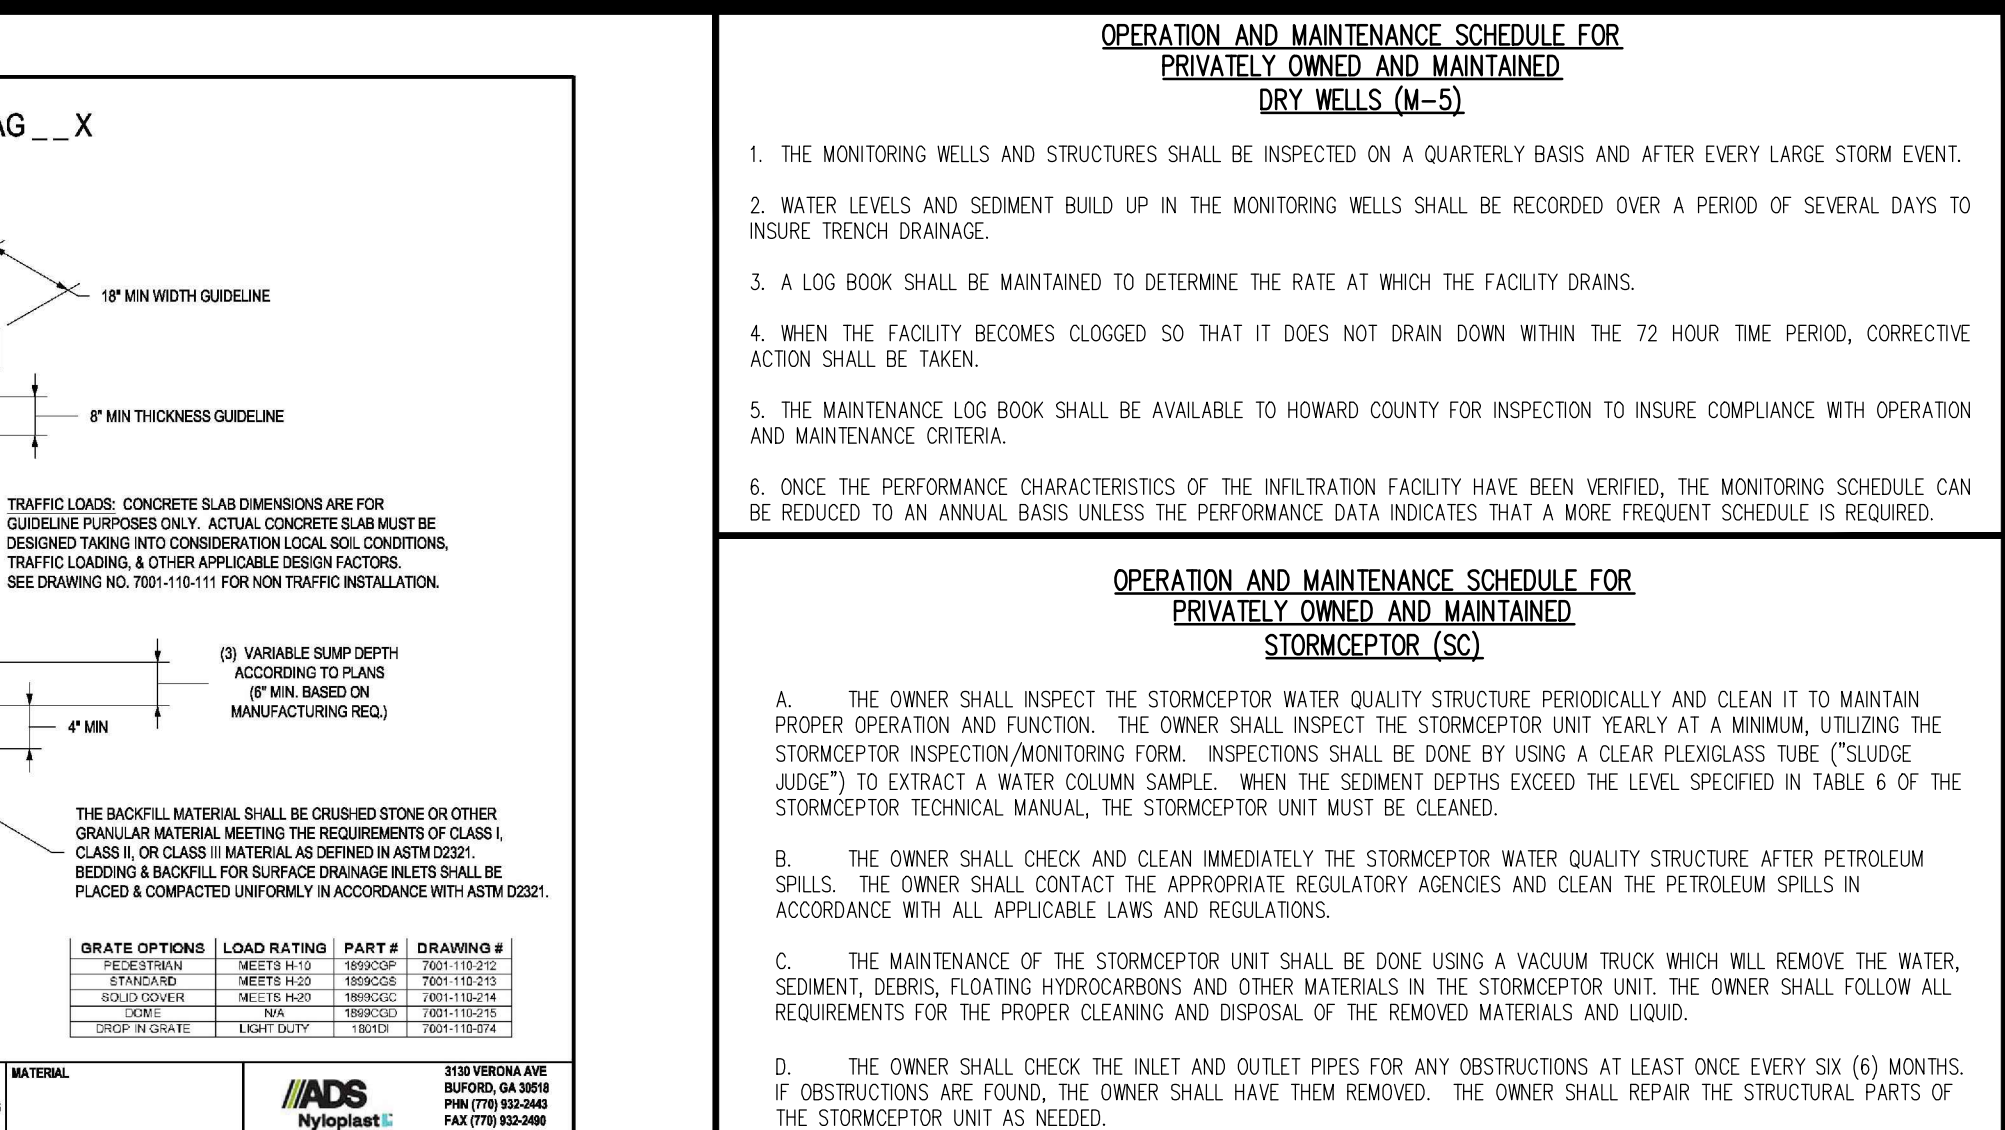 AG__X
18" MIN WIDTH GUIDELINE
8" MIN THICKNESS GUIDELINE
TRAFFIC LOADS: CONCRETE SLAB DIMENSIONS ARE FOR
GUIDELINE PURPOSES ONLY. ACTUAL CONCRETE SLAB MUST BE
DESIGNED TAKING INTO CONSIDERATION LOCAL SOIL CONDITIONS,
TRAFFIC LOADING, & OTHER APPLICABLE DESIGN FACTORS.
SEE DRAWING NO. 7001-110-111 FOR NON TRAFFIC INSTALLATION.
(3) VARIABLE SUMP DEPTH
ACCORDING TO PLANS
(6" MIN. BASED ON
MANUFACTURING REQ.)
4" MIN
THE BACKFILL MATERIAL SHALL BE CRUSHED STONE OR OTHER
GRANULAR MATERIAL MEETING THE REQUIREMENTS OF CLASS I,
CLASS II, OR CLASS III MATERIAL AS DEFINED IN ASTM D2321.
BEDDING & BACKFILL FOR SURFACE DRAINAGE INLETS SHALL BE
PLACED & COMPACTED UNIFORMLY IN ACCORDANCE WITH ASTM D2321.
GRATE OPTIONS LOAD RATING PART # DRAWING #
PEDESTRIAN MEETS H-10 1899CGP 7001-110-212
STANDARD MEETS H-20 1899CGS 7001-110-213
SOLID COVER MEETS H-20 1899CGC 7001-110-214
DOME N/A 1899CGD 7001-110-215
DROP IN GRATE LIGHT DUTY 1801DI 7001-110-074
MATERIAL
ADS
Nyloplast
3130 VERONA AVE
BUFORD, GA 30518
PHN (770) 932-2443
FAX (770) 932-2490
OPERATION AND MAINTENANCE SCHEDULE FOR
PRIVATELY OWNED AND MAINTAINED
DRY WELLS (M-5)
1. THE MONITORING WELLS AND STRUCTURES SHALL BE INSPECTED ON A QUARTERLY BASIS AND AFTER EVERY LARGE STORM EVENT.
2. WATER LEVELS AND SEDIMENT BUILD UP IN THE MONITORING WELLS SHALL BE RECORDED OVER A PERIOD OF SEVERAL DAYS TO
INSURE TRENCH DRAINAGE.
3. A LOG BOOK SHALL BE MAINTAINED TO DETERMINE THE RATE AT WHICH THE FACILITY DRAINS.
4. WHEN THE FACILITY BECOMES CLOGGED SO THAT IT DOES NOT DRAIN DOWN WITHIN THE 72 HOUR TIME PERIOD, CORRECTIVE
ACTION SHALL BE TAKEN.
5. THE MAINTENANCE LOG BOOK SHALL BE AVAILABLE TO HOWARD COUNTY FOR INSPECTION TO INSURE COMPLIANCE WITH OPERATION
AND MAINTENANCE CRITERIA.
6. ONCE THE PERFORMANCE CHARACTERISTICS OF THE INFILTRATION FACILITY HAVE BEEN VERIFIED, THE MONITORING SCHEDULE CAN
BE REDUCED TO AN ANNUAL BASIS UNLESS THE PERFORMANCE DATA INDICATES THAT A MORE FREQUENT SCHEDULE IS REQUIRED.
OPERATION AND MAINTENANCE SCHEDULE FOR
PRIVATELY OWNED AND MAINTAINED
STORMCEPTOR (SC)
A. THE OWNER SHALL INSPECT THE STORMCEPTOR WATER QUALITY STRUCTURE PERIODICALLY AND CLEAN IT TO MAINTAIN
PROPER OPERATION AND FUNCTION. THE OWNER SHALL INSPECT THE STORMCEPTOR UNIT YEARLY AT A MINIMUM, UTILIZING THE
STORMCEPTOR INSPECTION/MONITORING FORM. INSPECTIONS SHALL BE DONE BY USING A CLEAR PLEXIGLASS TUBE ("SLUDGE
JUDGE") TO EXTRACT A WATER COLUMN SAMPLE. WHEN THE SEDIMENT DEPTHS EXCEED THE LEVEL SPECIFIED IN TABLE 6 OF THE
STORMCEPTOR TECHNICAL MANUAL, THE STORMCEPTOR UNIT MUST BE CLEANED.
B. THE OWNER SHALL CHECK AND CLEAN IMMEDIATELY THE STORMCEPTOR WATER QUALITY STRUCTURE AFTER PETROLEUM
SPILLS. THE OWNER SHALL CONTACT THE APPROPRIATE REGULATORY AGENCIES AND CLEAN THE PETROLEUM SPILLS IN
ACCORDANCE WITH ALL APPLICABLE LAWS AND REGULATIONS.
C. THE MAINTENANCE OF THE STORMCEPTOR UNIT SHALL BE DONE USING A VACUUM TRUCK WHICH WILL REMOVE THE WATER,
SEDIMENT, DEBRIS, FLOATING HYDROCARBONS AND OTHER MATERIALS IN THE STORMCEPTOR UNIT. THE OWNER SHALL FOLLOW ALL
REQUIREMENTS FOR THE PROPER CLEANING AND DISPOSAL OF THE REMOVED MATERIALS AND LIQUID.
D. THE OWNER SHALL CHECK THE INLET AND OUTLET PIPES FOR ANY OBSTRUCTIONS AT LEAST ONCE EVERY SIX (6) MONTHS.
IF OBSTRUCTIONS ARE FOUND, THE OWNER SHALL HAVE THEM REMOVED. THE OWNER SHALL REPAIR THE STRUCTURAL PARTS OF
THE STORMCEPTOR UNIT AS NEEDED.